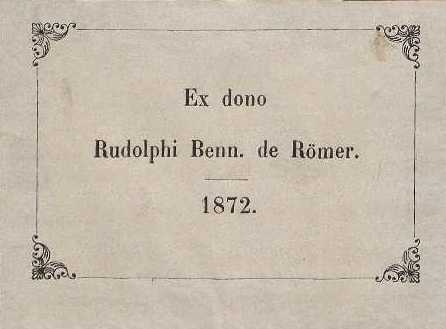 Ex dono
Rudolphi Benn. de Römer.
1872.